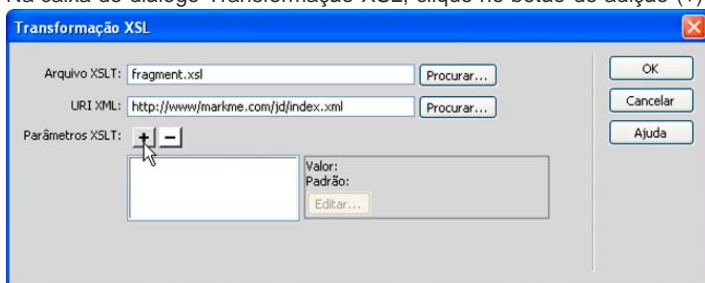 Na caixa de diálogo Transformação XSL, clique no botão de adição (+)
Transformação XSL
Arquivo XSLT: fragment.xsl Procurar... OK
URI XML: http://www/markme.com/jd/index.xml Procurar... Cancelar
Parâmetros XSLT: + − Ajuda
Valor:
Padrão:
Editar...